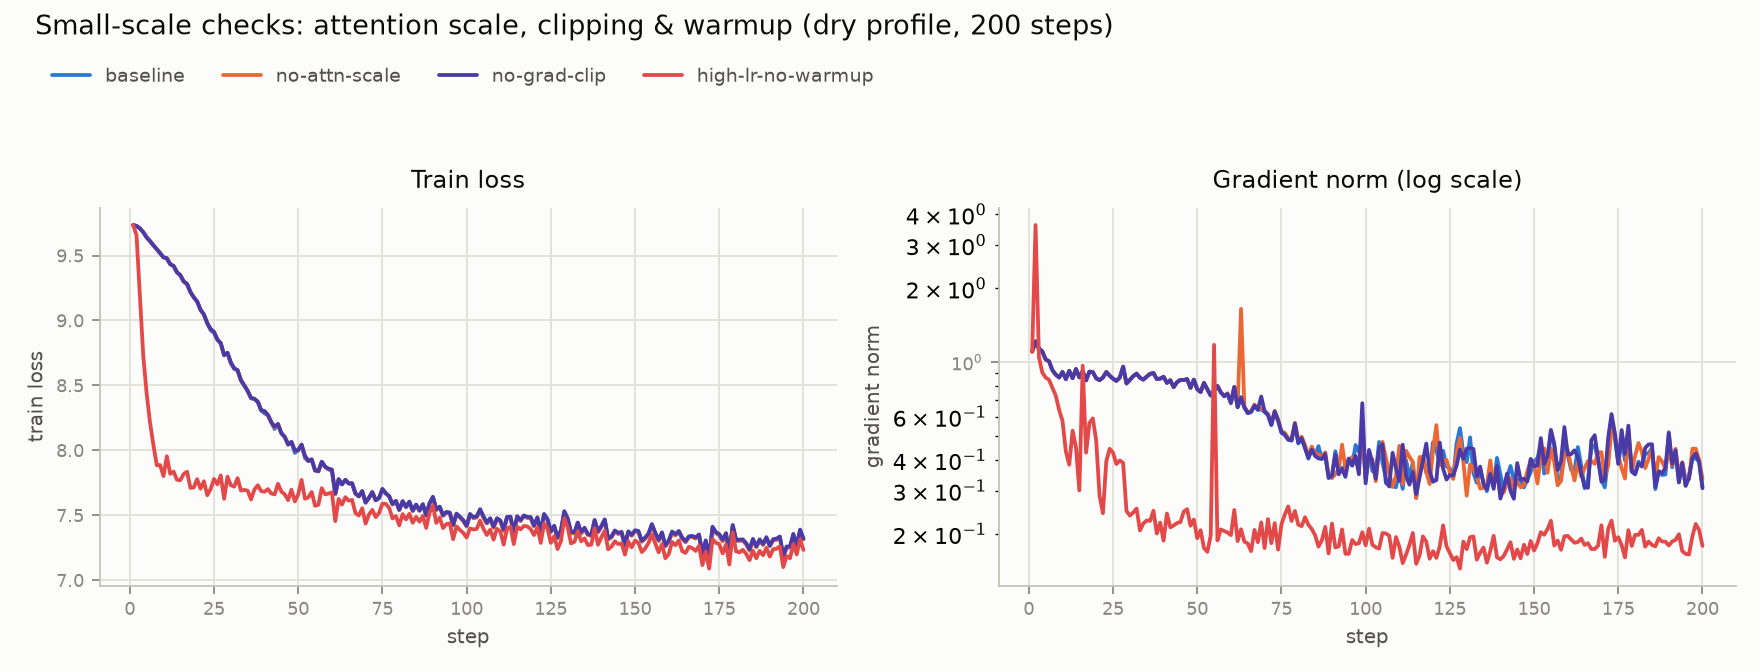 Small-scale checks: attention scale, clipping & warmup (dry profile, 200 steps)
baseline no-attn-scale no-grad-clip high-lr-no-warmup
Train loss
train loss
9.5
9.0
8.5
8.0
7.5
7.0
0 25 50 75 100 125 150 175 200
step
Gradient norm (log scale)
gradient norm
4 × 10⁰
3 × 10⁰
2 × 10⁰
10⁰
6 × 10⁻¹
4 × 10⁻¹
3 × 10⁻¹
2 × 10⁻¹
0 25 50 75 100 125 150 175 200
step